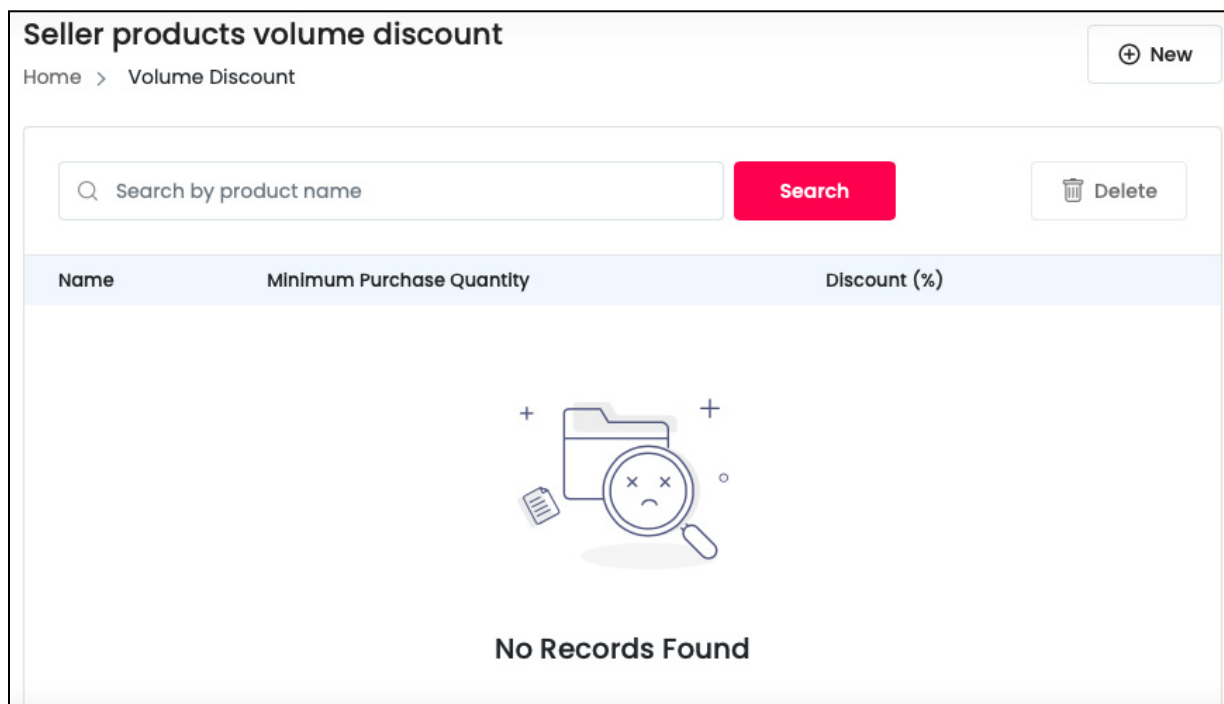 Seller products volume discount
New
Home > Volume Discount
Search by product name
Search
Delete
Name Minimum Purchase Quantity Discount (%)
No Records Found